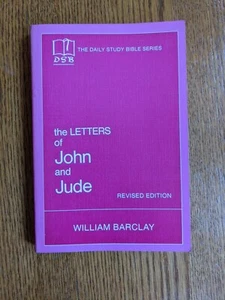 DSB
THE DAILY STUDY BIBLE SERIES
the LETTERS
of
John
and
Jude
REVISED EDITION
WILLIAM BARCLAY